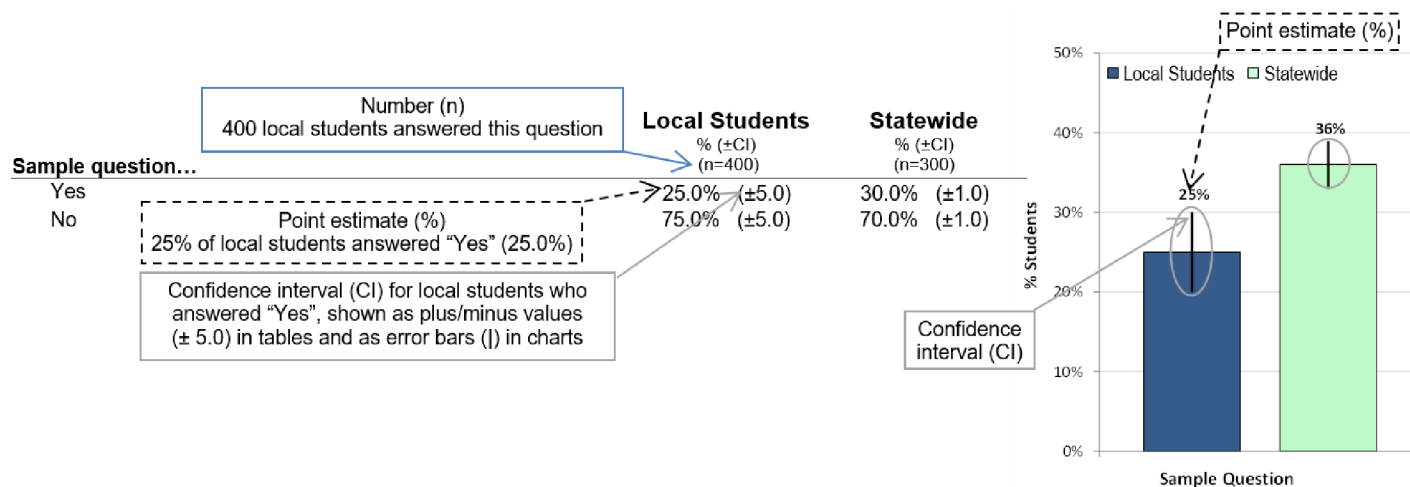 Number (n)
400 local students answered this question
Local Students
Statewide
% (±CI)
% (±CI)
(n=400)
(n=300)
Sample question…
Yes
25.0% (±5.0)
30.0% (±1.0)
No
75.0% (±5.0)
70.0% (±1.0)
Point estimate (%)
25% of local students answered “Yes” (25.0%)
Confidence interval (CI) for local students who
answered “Yes”, shown as plus/minus values
(± 5.0) in tables and as error bars (|) in charts
Point estimate (%)
Local Students
Statewide
50%
40%
30%
20%
10%
0%
% Students
25%
36%
Confidence
interval (CI)
Sample Question